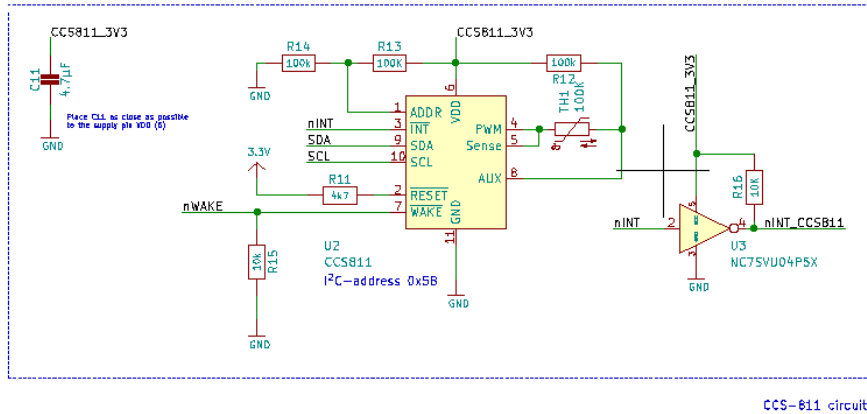 CCS811_3V3
C11
4.7µF
Place C11 as close as possible
to the supply pin VDD (6)
GND
R14
100k
R13
100k
GND
CCS811_3V3
100k
R12
TH1
100K
6
VDD
1
ADDR
nINT
3
INT
SDA
9
SDA
SCL
10
SCL
PWM
4
Sense
5
AUX
8
3.3V
R11
4k7
2
RESET
nWAKE
7
WAKE
GND
11
10k
R15
GND
U2
CCS811
I²C-address 0x5B
GND
CCS811_3V3
R16
10K
nINT
2
5
4
3
nINT_CCS811
U3
NC7SVU04P5X
GND
CCS-811 circuit